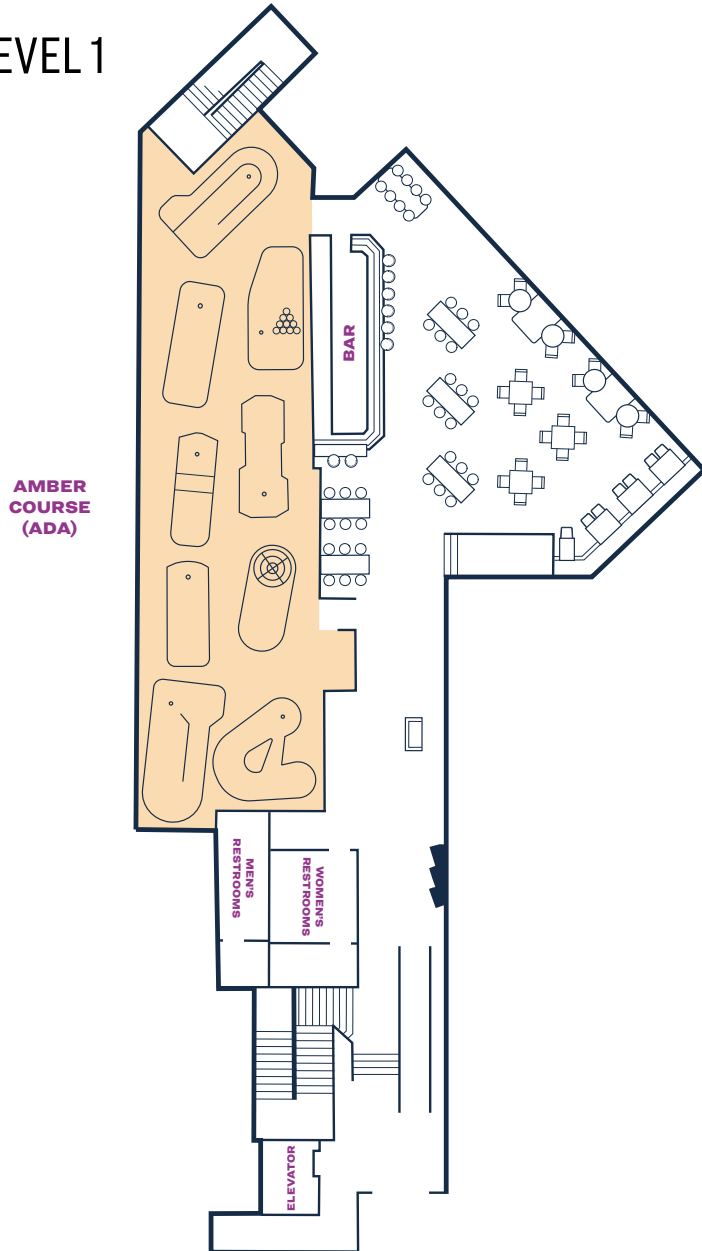 EVEL 1
BAR
AMBER
COURSE
(ADA)
MEN'S
RESTROOMS
WOMEN'S
RESTROOMS
ELEVATOR